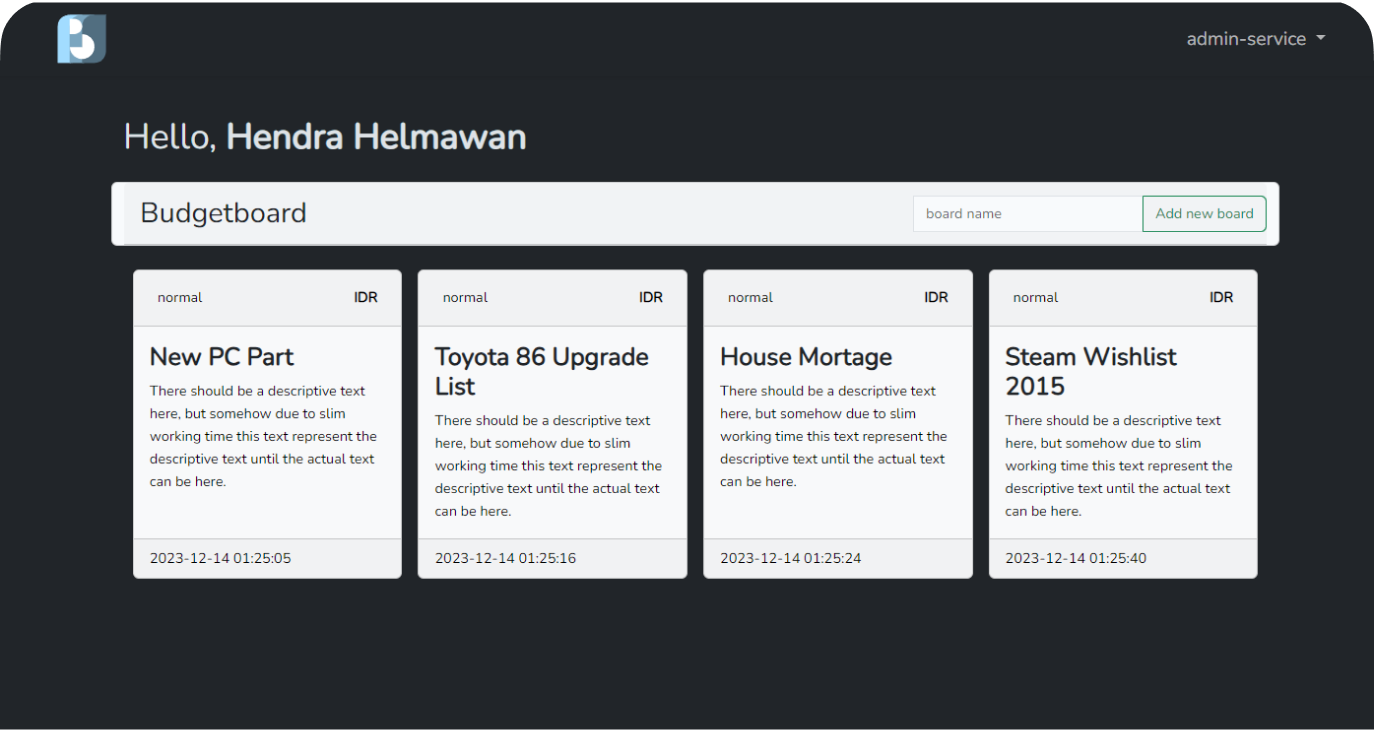 admin-service
Hello, Hendra Helmawan
Budgetboard
board name
Add new board
normal
IDR
New PC Part
There should be a descriptive text
here, but somehow due to slim
working time this text represent the
descriptive text until the actual text
can be here.
2023-12-14 01:25:05
normal
IDR
Toyota 86 Upgrade
List
There should be a descriptive text
here, but somehow due to slim
working time this text represent the
descriptive text until the actual text
can be here.
2023-12-14 01:25:16
normal
IDR
House Mortage
There should be a descriptive text
here, but somehow due to slim
working time this text represent the
descriptive text until the actual text
can be here.
2023-12-14 01:25:24
normal
IDR
Steam Wishlist
2015
There should be a descriptive text
here, but somehow due to slim
working time this text represent the
descriptive text until the actual text
can be here.
2023-12-14 01:25:40